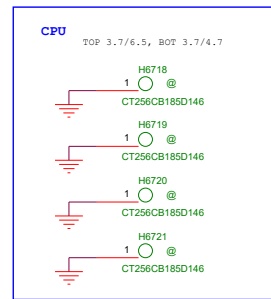 CPU
TOP 3.7/6.5, BOT 3.7/4.7
H6718
1 @
CT256CB185D146
H6719
1 @
CT256CB185D146
H6720
1 @
CT256CB185D146
H6721
1 @
CT256CB185D146